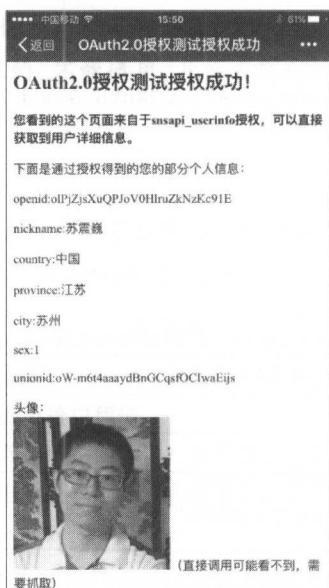 中国移动 15:50 61%
返回 OAuth2.0授权测试授权成功
OAuth2.0授权测试授权成功！
您看到的这个页面来自于snsapi_userinfo授权，可以直接
获取到用户详细信息。
下面是通过授权得到的您的部分个人信息：
openid:olPjZjsXuQPJoV0HIruZkNzKc91E
nickname:苏震巍
country:中国
province:江苏
city:苏州
sex:1
unionid:oW-m6t4aaaydBnGCqsfOCIwaEijs
头像：
（直接调用可能看不到，需
要抓取）